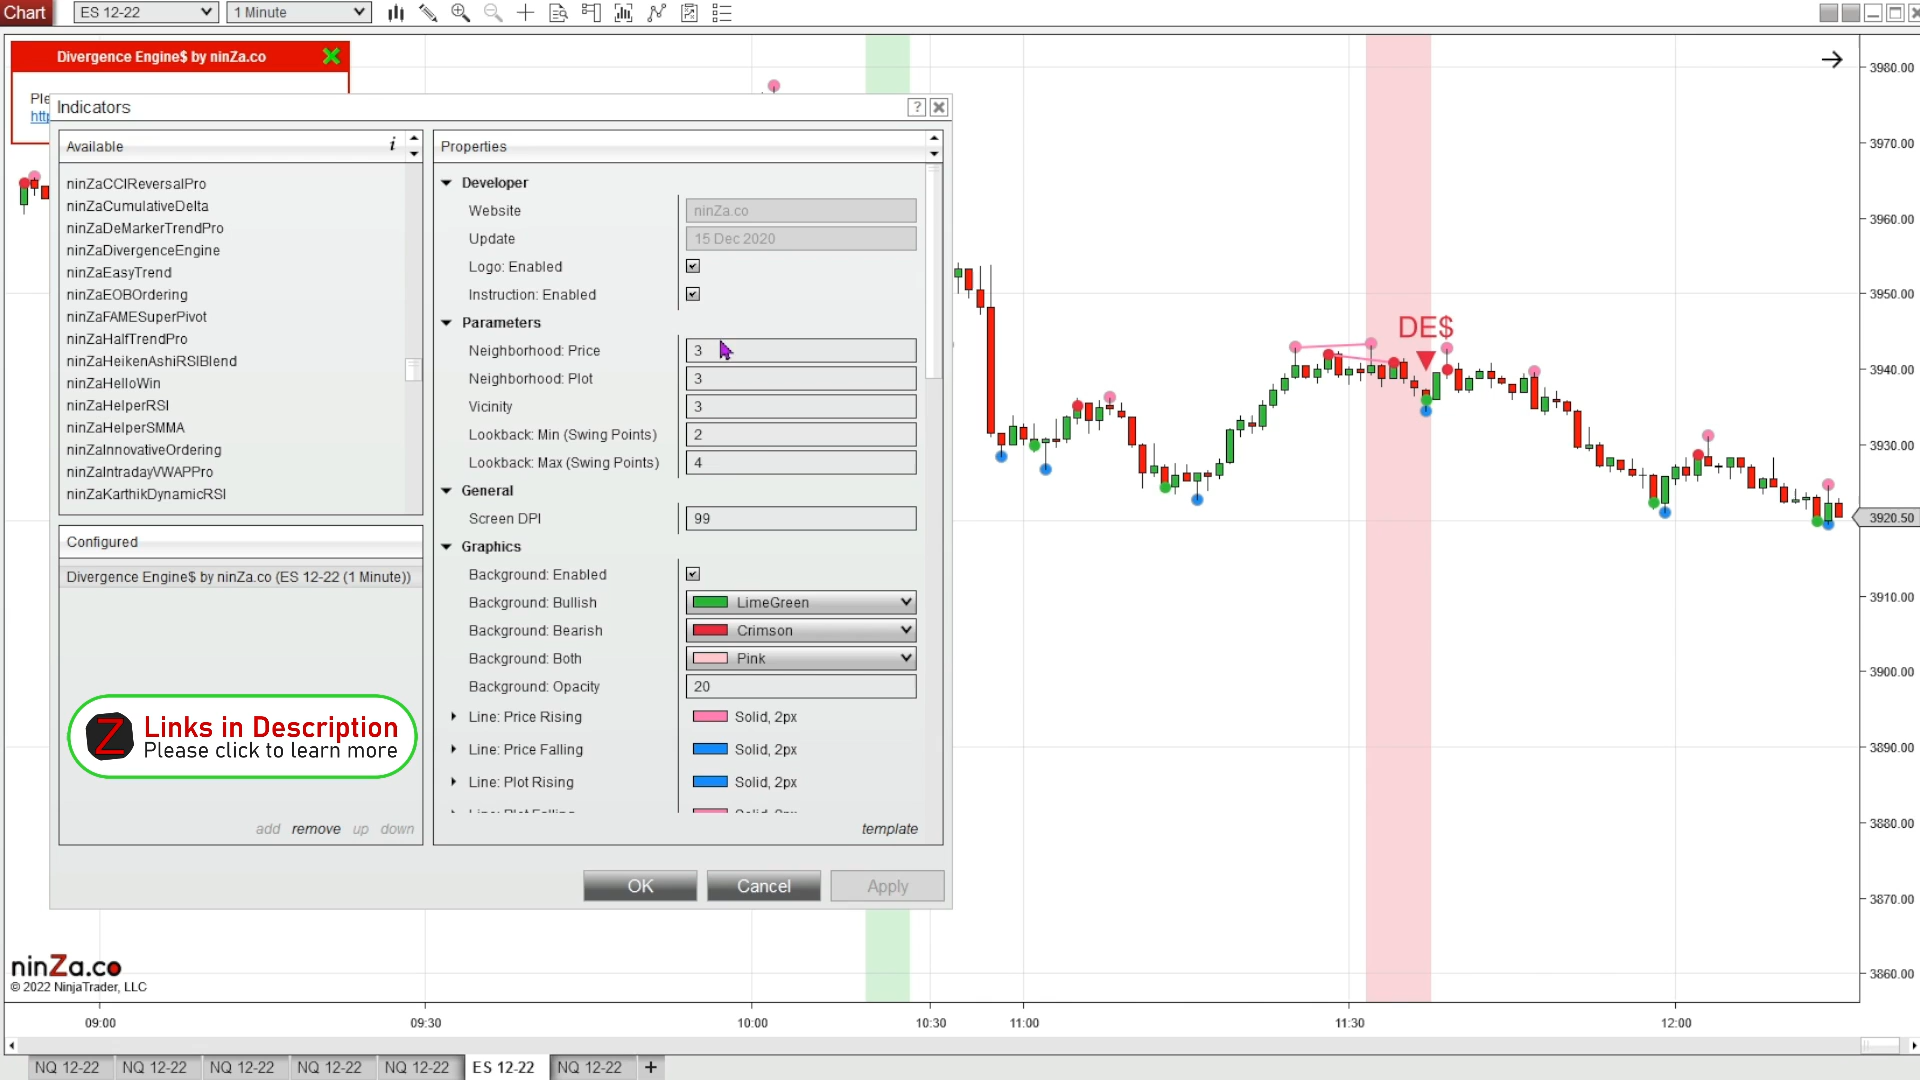 Chart
ES 12-22
1 Minute
Divergence Engine$ by ninZa.co
Indicators
?
Available
i
ninZaCCIReversalPro
ninZaCumulativeDelta
ninZaDeMarkerTrendPro
ninZaDivergenceEngine
ninZaEasyTrend
ninZaEOBOrdering
ninZaFAMESuperPivot
ninZaHalfTrendPro
ninZaHeikenAshiRSIBlend
ninZaHelloWin
ninZaHelperRSI
ninZaHelperSMMA
ninZaInnovativeOrdering
ninZaIntradayVWAPPro
ninZaKarthikDynamicRSI
Configured
Divergence Engine$ by ninZa.co (ES 12-22 (1 Minute))
Links in Description
Please click to learn more
add remove up down
Properties
Developer
Website ninZa.co
Update 15 Dec 2020
Logo: Enabled
Instruction: Enabled
Parameters
Neighborhood: Price 3
Neighborhood: Plot 3
Vicinity 3
Lookback: Min (Swing Points) 2
Lookback: Max (Swing Points) 4
General
Screen DPI 99
Graphics
Background: Enabled
Background: Bullish LimeGreen
Background: Bearish Crimson
Background: Both Pink
Background: Opacity 20
Line: Price Rising Solid, 2px
Line: Price Falling Solid, 2px
Line: Plot Rising Solid, 2px
template
OK Cancel Apply
DE$
3980.00
3970.00
3960.00
3950.00
3940.00
3930.00
3920.50
3910.00
3900.00
3890.00
3880.00
3870.00
3860.00
ninZa.co
© 2022 NinjaTrader, LLC
09:00 09:30 10:00 10:30 11:00 11:30 12:00
NQ 12-22 NQ 12-22 NQ 12-22 NQ 12-22 NQ 12-22 ES 12-22 NQ 12-22 +